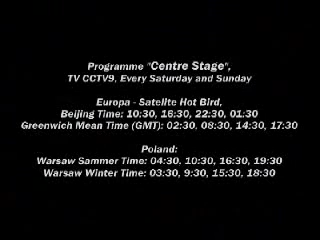 Programme "Centre Stage",
TV CCTV9, Every Saturday and Sunday
Europa - Satelite Hot Bird,
Beijing Time: 10:30, 16:30, 22:30, 01:30
Greenwich Mean Time (GMT): 02:30, 08:30, 14:30, 17:30
Poland:
Warsaw Sammer Time: 04:30, 10:30, 16:30, 19:30
Warsaw Winter Time: 03:30, 9:30, 15:30, 18:30